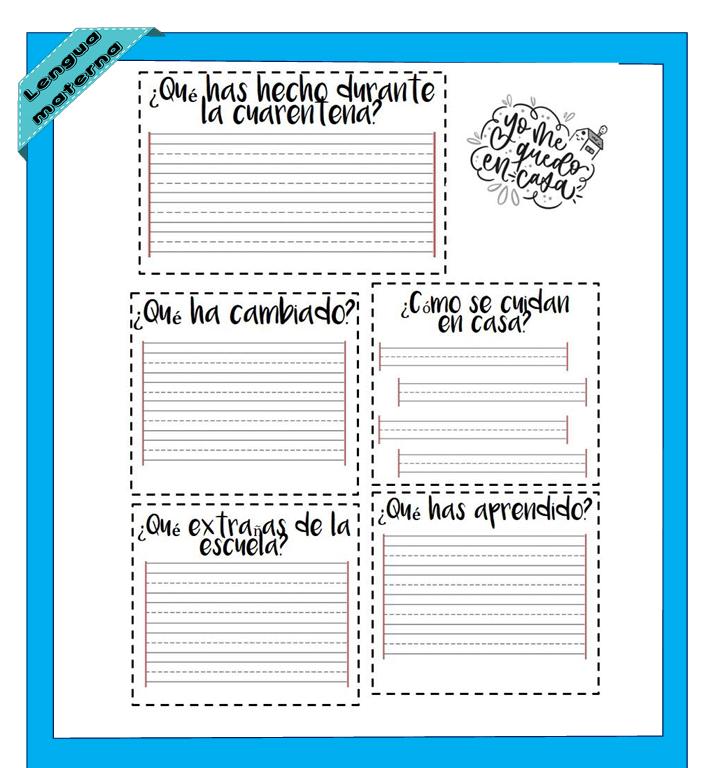 Lengua
materna
¿Qué has hecho durante
la cuarentena?
yo me
quedo
en casa
¿Qué ha cambiado?
¿Cómo se cuidan
en casa?
¿Qué extrañas de la
escuela?
¿Qué has aprendido?